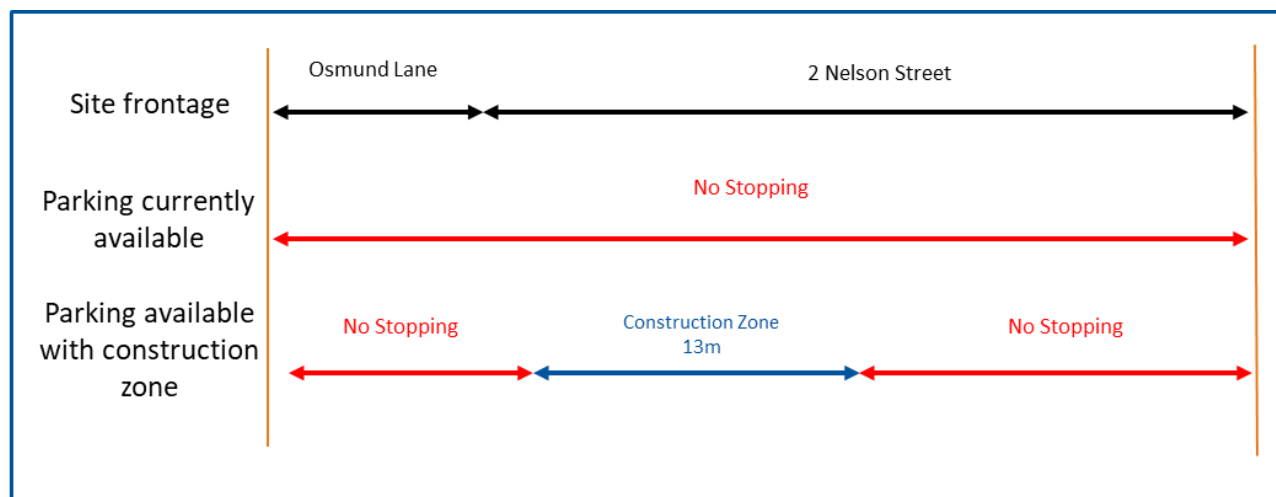 Osmund Lane
2 Nelson Street
Site frontage
No Stopping
Parking currently
available
Parking available
with construction
zone
No Stopping
Construction Zone
13m
No Stopping